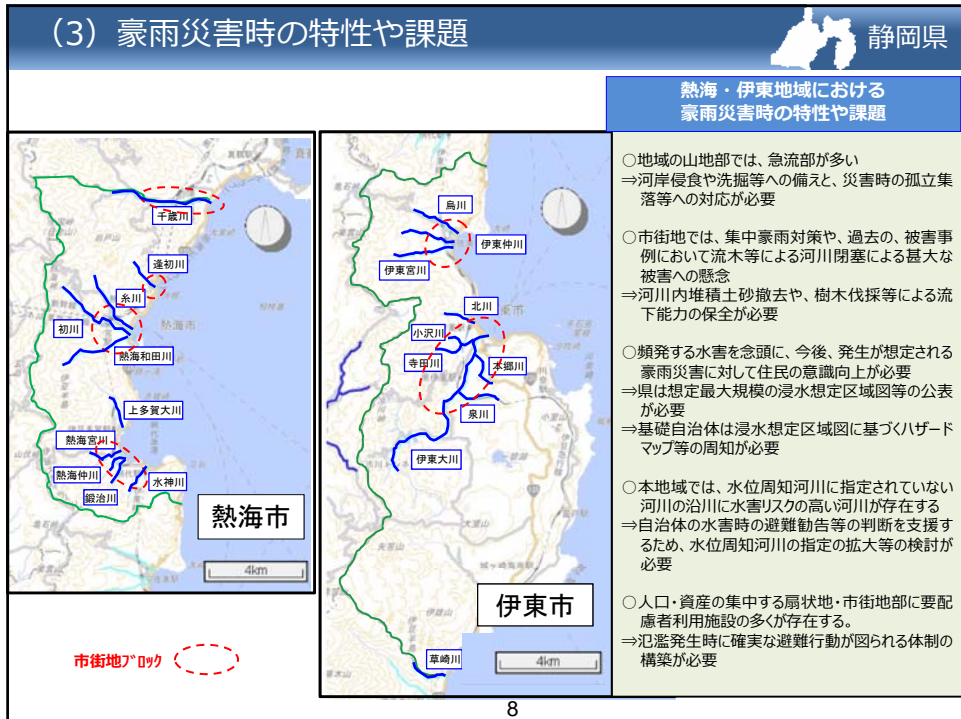 （3）豪雨災害時の特性や課題
静岡県
熱海・伊東地域における
豪雨災害時の特性や課題
千歳川
逢初川
糸川
初川
熱海和田川
上多賀大川
熱海宮川
熱海仲川
水神川
鍛治川
熱海市
4km
市街地ブロック
烏川
伊東仲川
伊東宮川
北川
小沢川
寺田川
本郷川
泉川
伊東大川
伊東市
草崎川
4km
○地域の山地部では、急流部が多い
⇒河岸侵食や洗掘等への備えと、災害時の孤立集
落等への対応が必要
○市街地では、集中豪雨対策や、過去の、被害事
例において流木等による河川閉塞による甚大な
被害への懸念
⇒河川内堆積土砂撤去や、樹木伐採等による流
下能力の保全が必要
○頻発する水害を念頭に、今後、発生が想定される
豪雨災害に対して住民の意識向上が必要
⇒県は想定最大規模の浸水想定区域図等の公表
が必要
⇒基礎自治体は浸水想定区域図に基づくハザード
マップ等の周知が必要
○本地域では、水位周知河川に指定されていない
河川の沿川に水害リスクの高い河川が存在する
⇒自治体の水害時の避難勧告等の判断を支援す
るため、水位周知河川の指定の拡大等の検討が
必要
○人口・資産の集中する扇状地・市街地部に要配
慮者利用施設の多くが存在する。
⇒氾濫発生時に確実な避難行動が図られる体制の
構築が必要
8